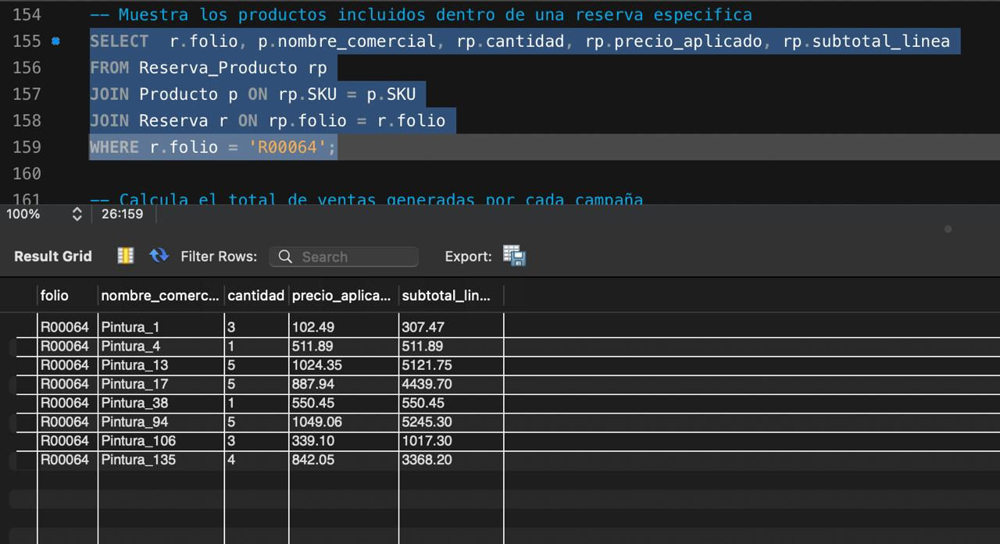 154 -- Muestra los productos incluidos dentro de una reserva especifica
155 SELECT  r.folio, p.nombre_comercial, rp.cantidad, rp.precio_aplicado, rp.subtotal_linea
156 FROM Reserva_Producto rp
157 JOIN Producto p ON rp.SKU = p.SKU
158 JOIN Reserva r ON rp.folio = r.folio
159 WHERE r.folio = 'R00064';
160
161 -- Calcula el total de ventas generadas por cada campaña
100% 26:159
Result Grid Filter Rows: Search Export:
folio nombre_comerc... cantidad precio_aplica... subtotal_lin...
R00064 Pintura_1 3 102.49 307.47
R00064 Pintura_4 1 511.89 511.89
R00064 Pintura_13 5 1024.35 5121.75
R00064 Pintura_17 5 887.94 4439.70
R00064 Pintura_38 1 550.45 550.45
R00064 Pintura_94 5 1049.06 5245.30
R00064 Pintura_106 3 339.10 1017.30
R00064 Pintura_135 4 842.05 3368.20